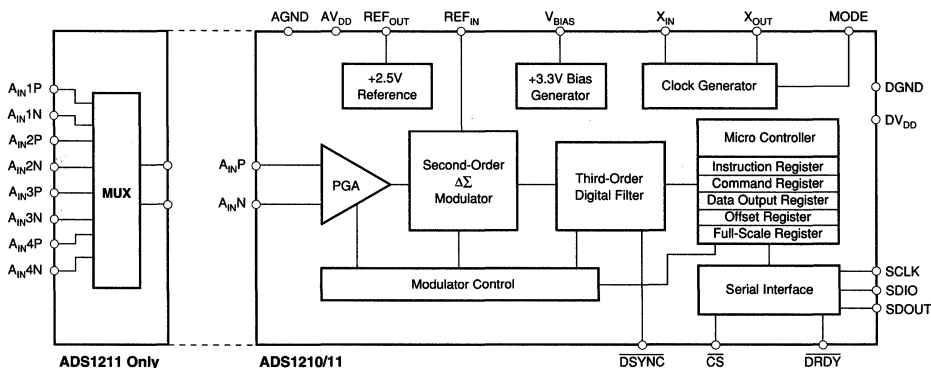 AGND AVDD REFOUT REFIN VBIAS XIN XOUT MODE
+2.5V
Reference
+3.3V Bias
Generator
Clock Generator
DGND
DVDD
AIN1P
AIN1N
AIN2P
AIN2N
AIN3P
AIN3N
AIN4P
AIN4N
MUX
AINP
AINN
PGA
Second-Order
ΔΣ
Modulator
Third-Order
Digital Filter
Micro Controller
Instruction Register
Command Register
Data Output Register
Offset Register
Full-Scale Register
Modulator Control
Serial Interface
SCLK
SDIO
SDOUT
ADS1211 Only
ADS1210/11
DSYNC
CS
DRDY